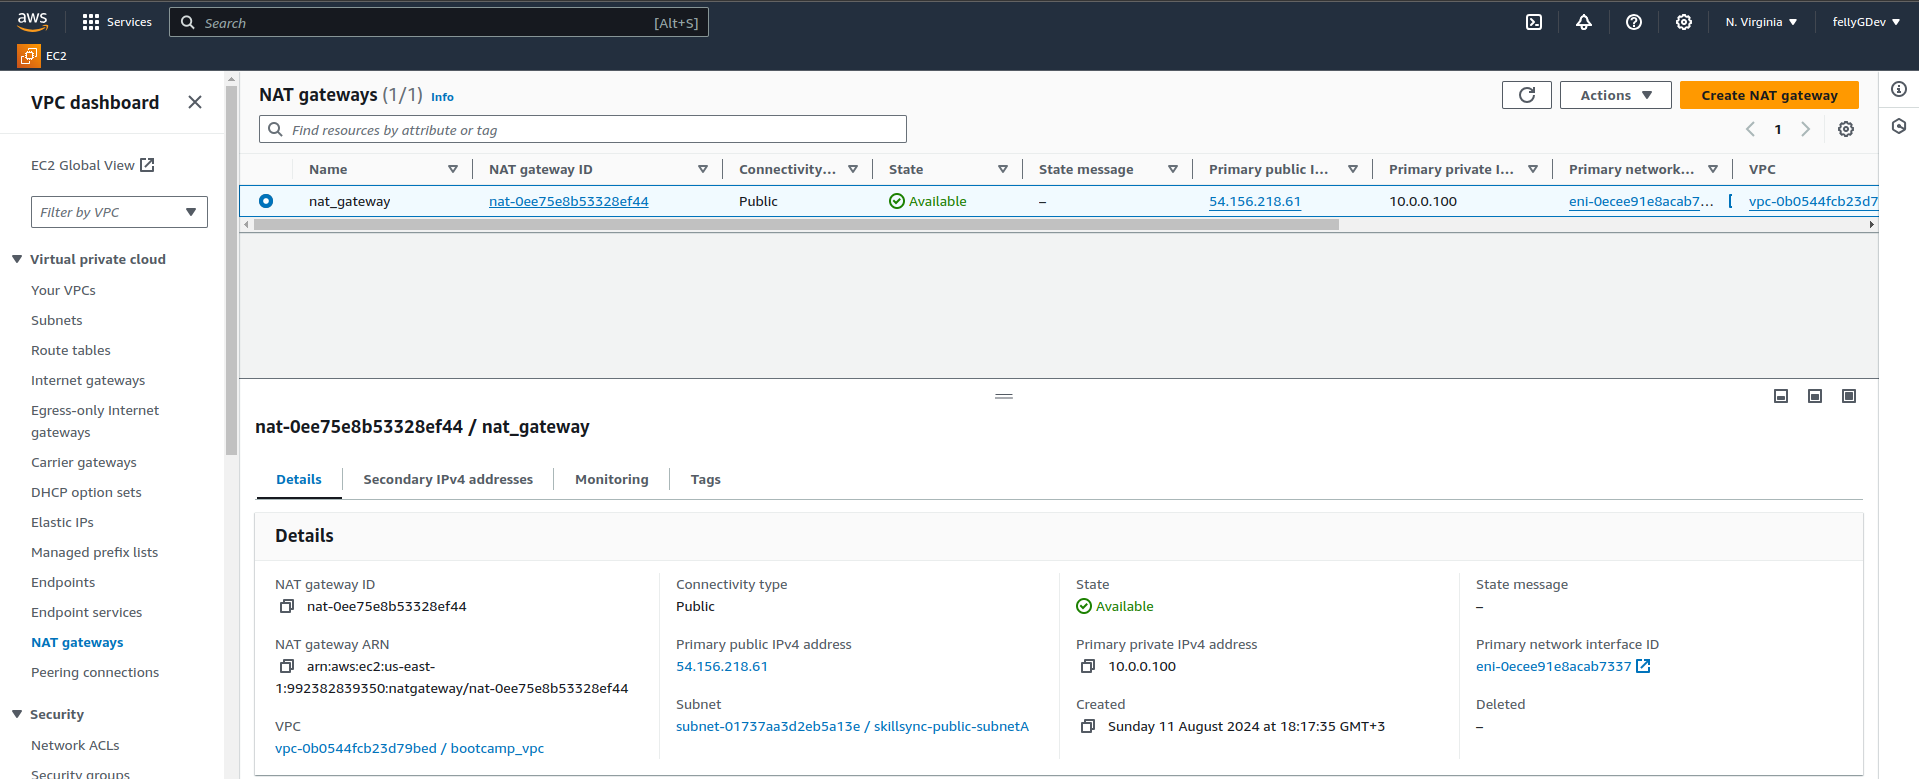 aws
Services
Search
[Alt+S]
N. Virginia
fellyGDev
EC2
VPC dashboard
EC2 Global View
Filter by VPC
Virtual private cloud
Your VPCs
Subnets
Route tables
Internet gateways
Egress-only Internet
gateways
Carrier gateways
DHCP option sets
Elastic IPs
Managed prefix lists
Endpoints
Endpoint services
NAT gateways
Peering connections
Security
Network ACLs
Security groups
NAT gateways (1/1) Info
Actions
Create NAT gateway
Find resources by attribute or tag
1
Name NAT gateway ID Connectivity... State State message Primary public I... Primary private I... Primary network... VPC
nat_gateway nat-0ee75e8b53328ef44 Public Available – 54.156.218.61 10.0.0.100 eni-0ecee91e8acab7... vpc-0b0544fcb23d7
nat-0ee75e8b53328ef44 / nat_gateway
Details Secondary IPv4 addresses Monitoring Tags
Details
NAT gateway ID
nat-0ee75e8b53328ef44
NAT gateway ARN
arn:aws:ec2:us-east-
1:992382839350:natgateway/nat-0ee75e8b53328ef44
VPC
vpc-0b0544fcb23d79bed / bootcamp_vpc
Connectivity type
Public
Primary public IPv4 address
54.156.218.61
Subnet
subnet-01737aa3d2eb5a13e / skillsync-public-subnetA
State
Available
Primary private IPv4 address
10.0.0.100
Created
Sunday 11 August 2024 at 18:17:35 GMT+3
State message
–
Primary network interface ID
eni-0ecee91e8acab7337
Deleted
–